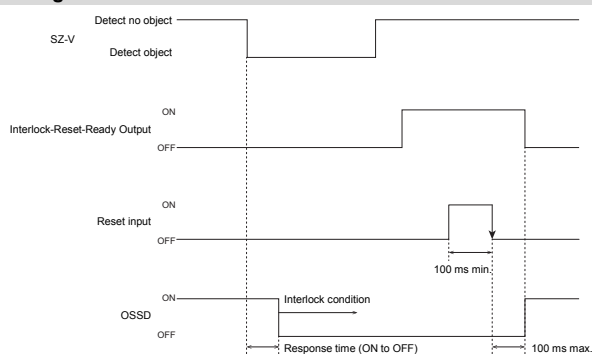 Detect no object
SZ-V
Detect object
ON
Interlock-Reset-Ready Output
OFF
ON
Reset input
OFF
100 ms min.
ON
Interlock condition
OSSD
OFF
Response time (ON to OFF)
100 ms max.